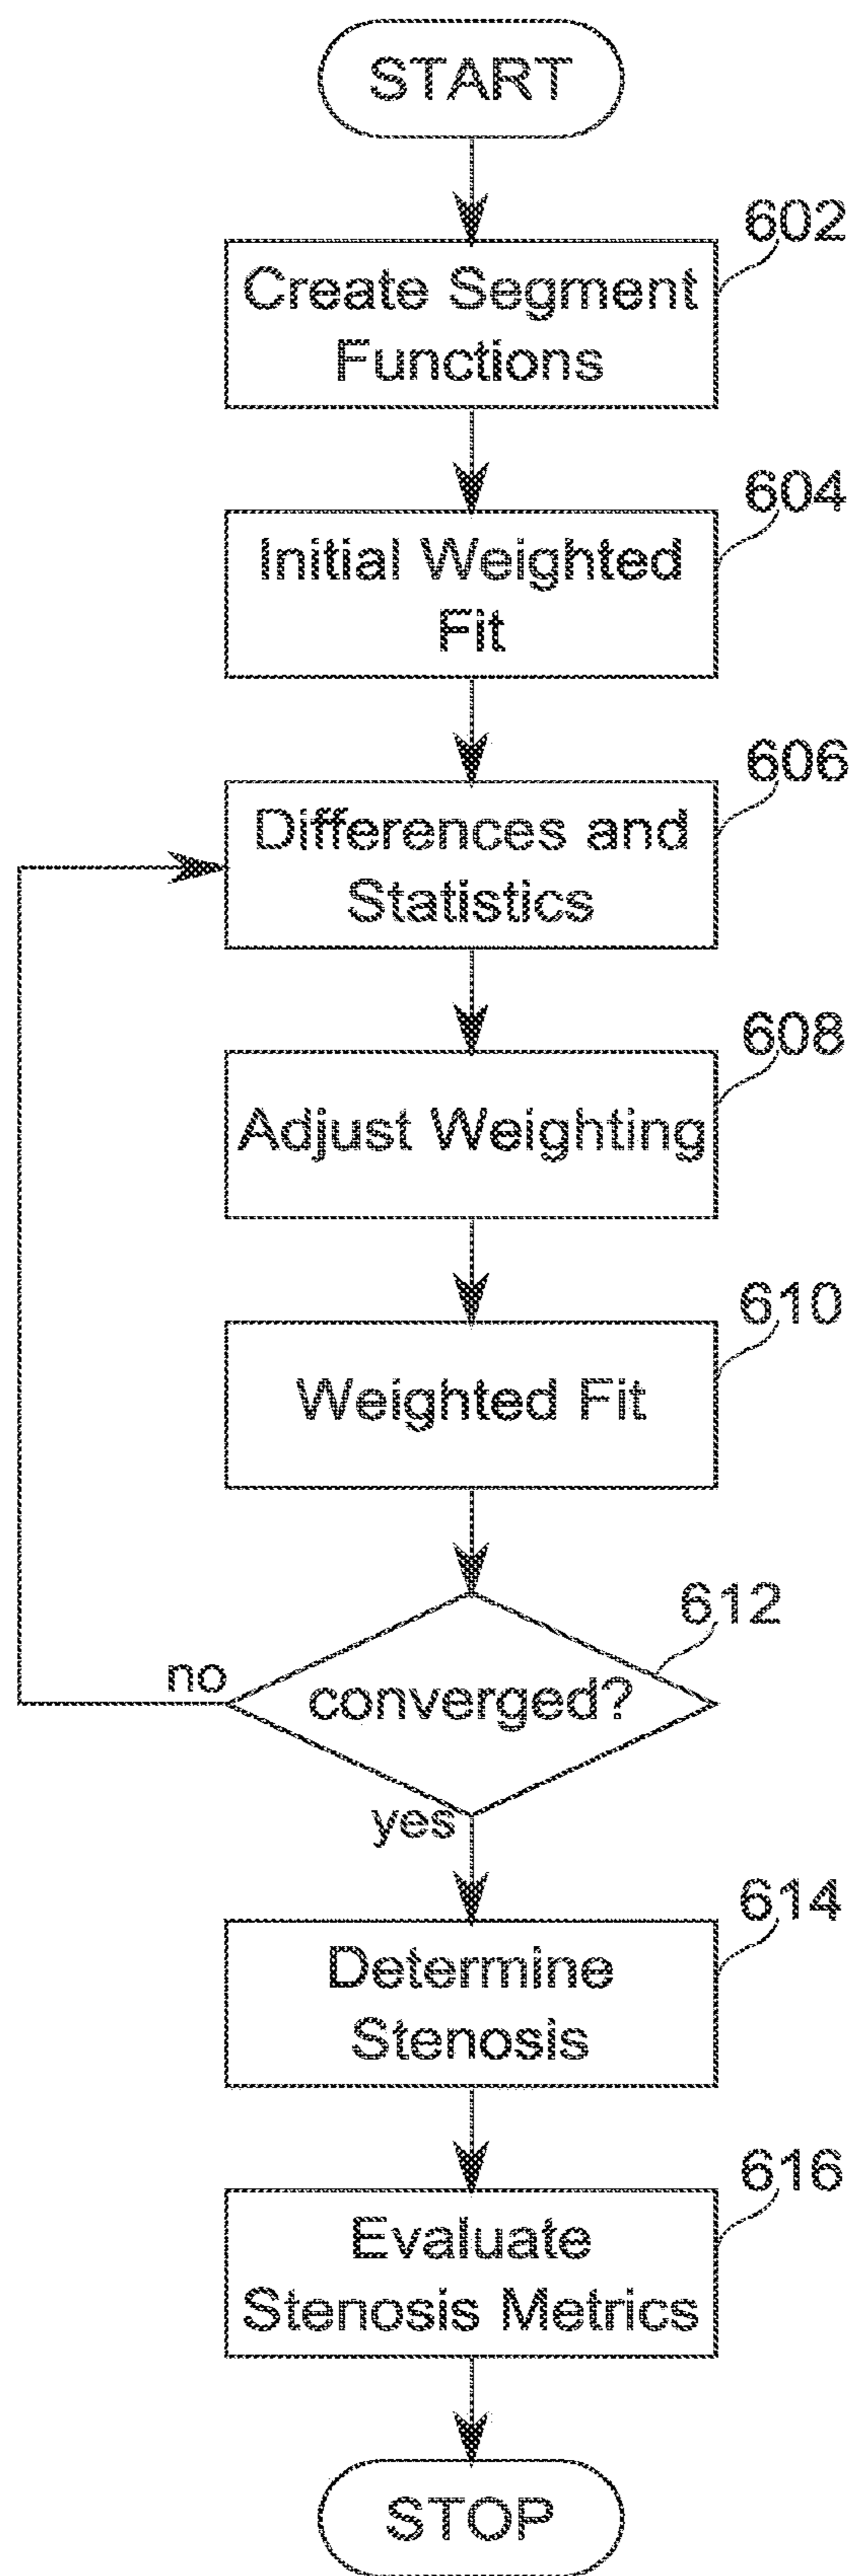 START
602
Create Segment
Functions
604
Initial Weighted
Fit
606
Differences and
Statistics
608
Adjust Weighting
610
Weighted Fit
612
converged?
no
yes
614
Determine
Stenosis
616
Evaluate
Stenosis Metrics
STOP